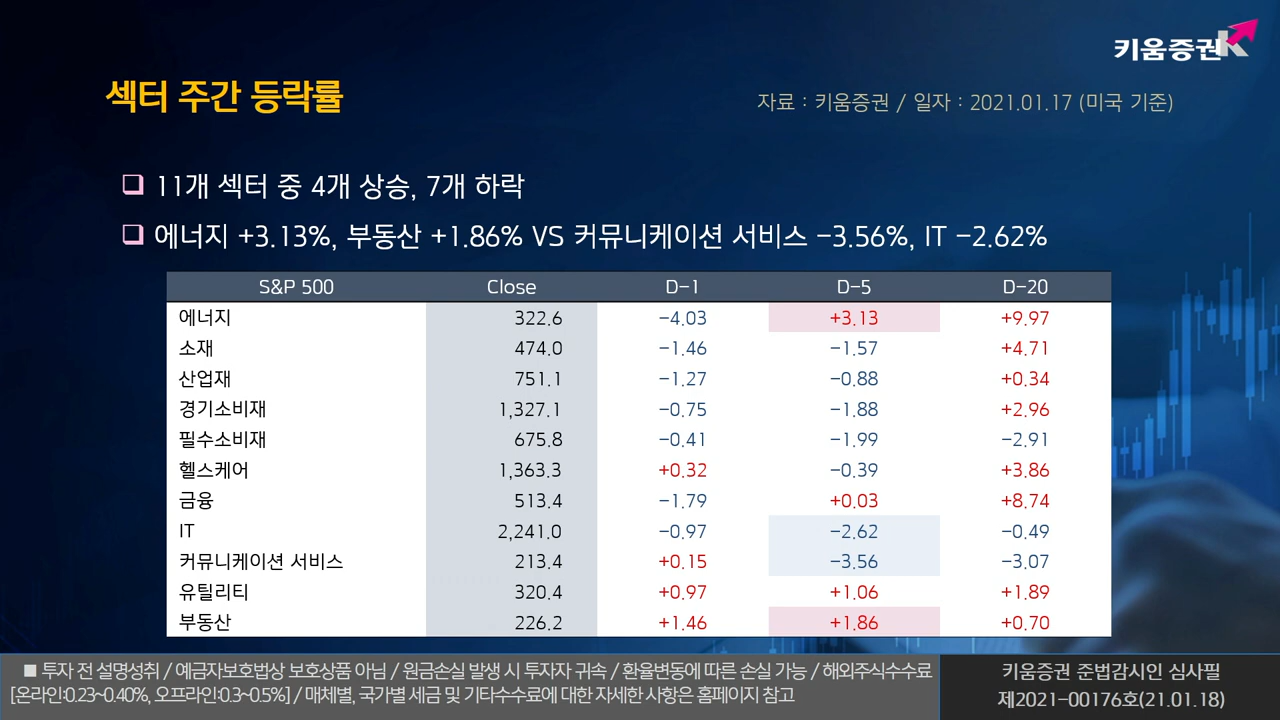 키움증권
섹터 주간 등락률
자료 : 키움증권 / 일자 : 2021.01.17 (미국 기준)
❑ 11개 섹터 중 4개 상승, 7개 하락
❑ 에너지 +3.13%, 부동산 +1.86% VS 커뮤니케이션 서비스 −3.56%, IT −2.62%
S&P 500 Close D−1 D−5 D−20
에너지 322.6 −4.03 +3.13 +9.97
소재 474.0 −1.46 −1.57 +4.71
산업재 751.1 −1.27 −0.88 +0.34
경기소비재 1,327.1 −0.75 −1.88 +2.96
필수소비재 675.8 −0.41 −1.99 −2.91
헬스케어 1,363.3 +0.32 −0.39 +3.86
금융 513.4 −1.79 +0.03 +8.74
IT 2,241.0 −0.97 −2.62 −0.49
커뮤니케이션 서비스 213.4 +0.15 −3.56 −3.07
유틸리티 320.4 +0.97 +1.06 +1.89
부동산 226.2 +1.46 +1.86 +0.70
■ 투자 전 설명성취 / 예금자보호법상 보호상품 아님 / 원금손실 발생 시 투자자 귀속 / 환율변동에 따른 손실 가능 / 해외주식수수료
[온라인:0.23~0.40%, 오프라인:0.3~0.5%] / 매체별, 국가별 세금 및 기타수수료에 대한 자세한 사항은 홈페이지 참고
키움증권 준법감시인 심사필
제2021-00176호(21.01.18)